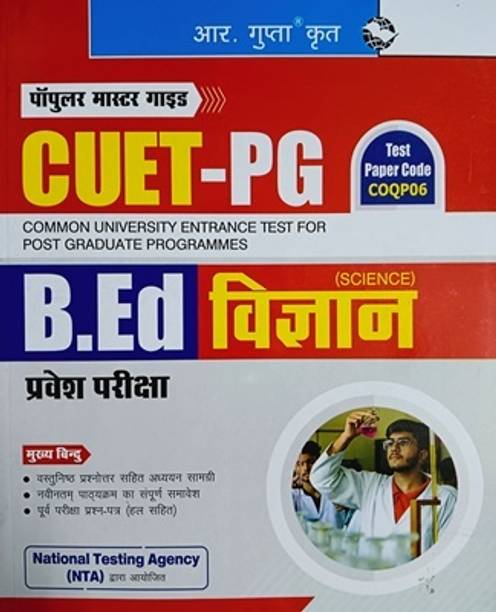 आर. गुप्ता® कृत
पॉपुलर मास्टर गाइड
CUET-PG
Test
Paper Code
COQP06
COMMON UNIVERSITY ENTRANCE TEST FOR
POST GRADUATE PROGRAMMES
B.Ed विज्ञान
(SCIENCE)
प्रवेश परीक्षा
मुख्य बिन्दु
वस्तुनिष्ठ प्रश्नोत्तर सहित अध्ययन सामग्री
नवीनतम् पाठ्यक्रम का संपूर्ण समावेश
पूर्व परीक्षा प्रश्न-पत्र (हल सहित)
National Testing Agency
(NTA) द्वारा आयोजित